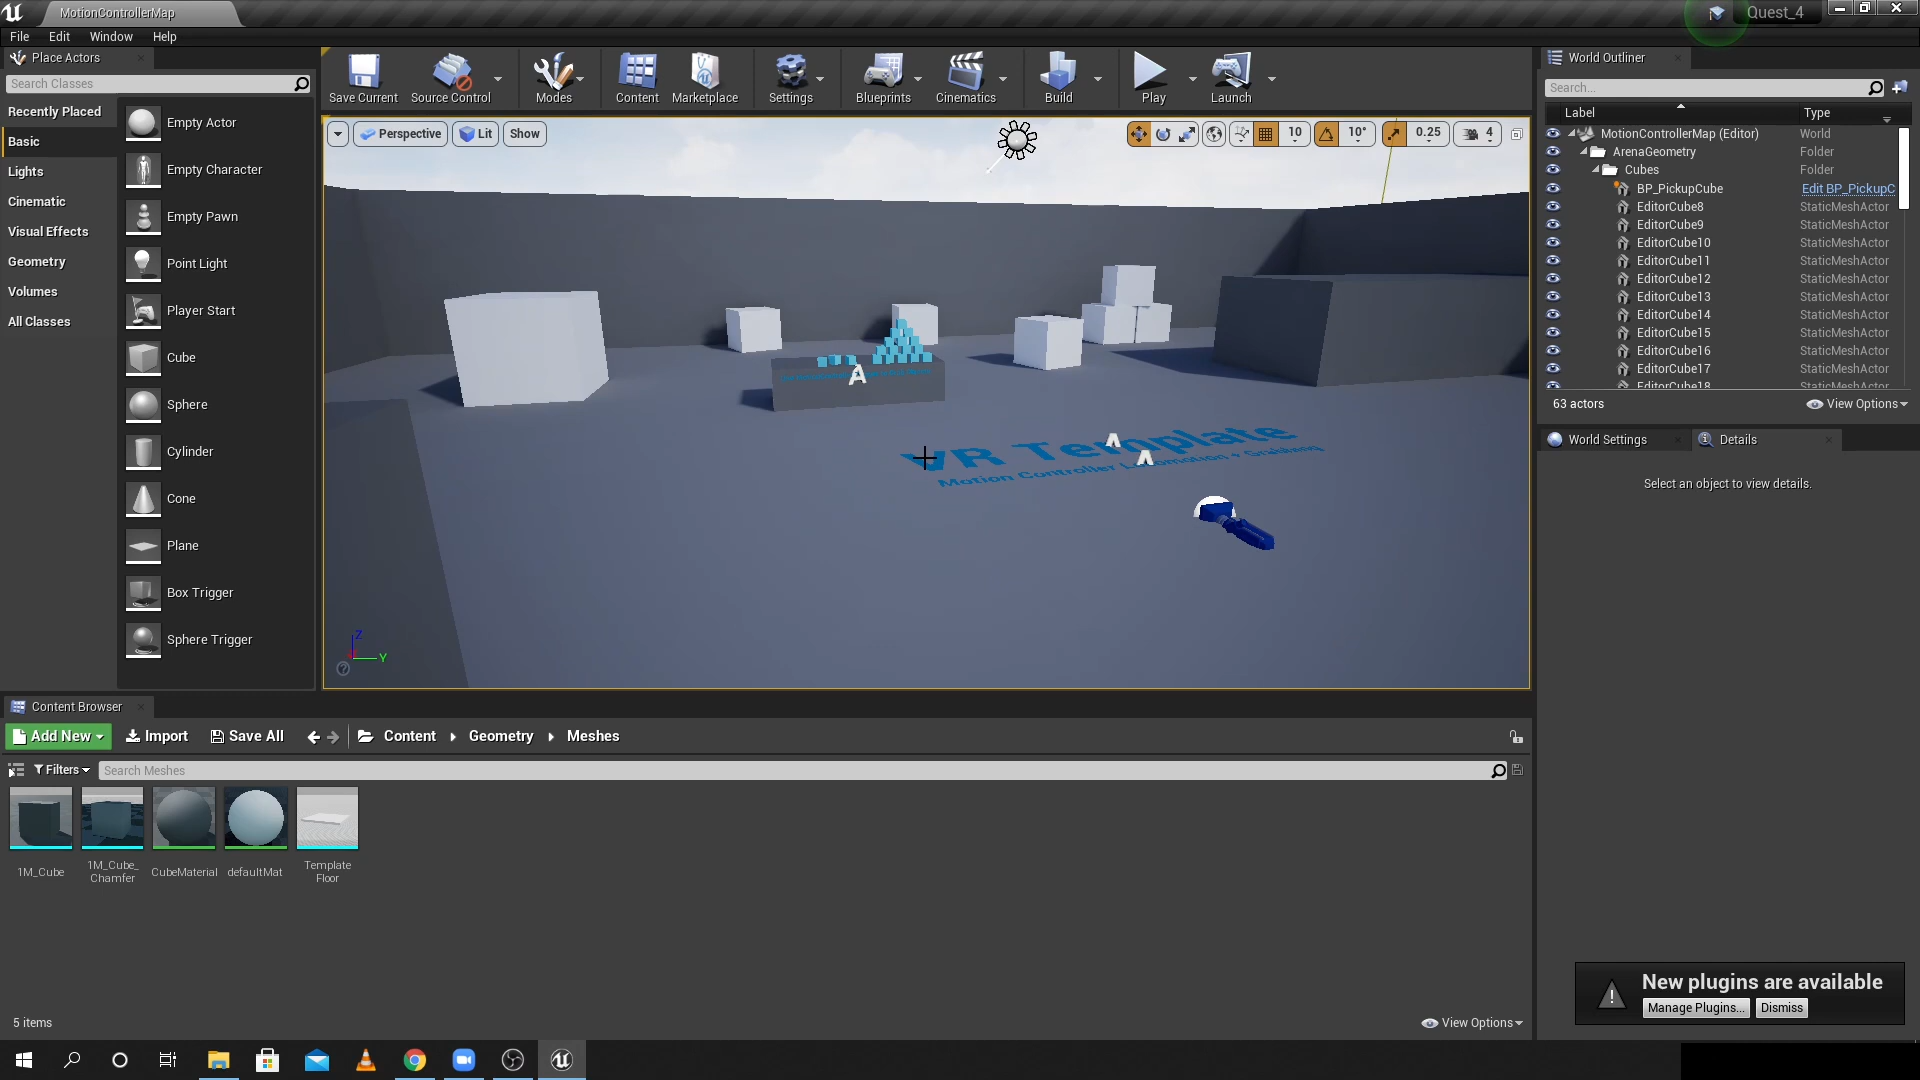 MotionControllerMap
Quest_4
File Edit Window Help
Place Actors
Search Classes
Recently Placed
Basic
Lights
Cinematic
Visual Effects
Geometry
Volumes
All Classes
Empty Actor
Empty Character
Empty Pawn
Point Light
Player Start
Cube
Sphere
Cylinder
Cone
Plane
Box Trigger
Sphere Trigger
Save Current Source Control Modes Content Marketplace Settings Blueprints Cinematics Build Play Launch
Perspective Lit Show
10 10° 0.25 4
VR Template
Motion Controller Locomotion + Grabbing
Z
Y
World Outliner
Search...
Label Type
MotionControllerMap (Editor) World
ArenaGeometry Folder
Cubes Folder
BP_PickupCube Edit BP_PickupC
EditorCube8 StaticMeshActor
EditorCube9 StaticMeshActor
EditorCube10 StaticMeshActor
EditorCube11 StaticMeshActor
EditorCube12 StaticMeshActor
EditorCube13 StaticMeshActor
EditorCube14 StaticMeshActor
EditorCube15 StaticMeshActor
EditorCube16 StaticMeshActor
EditorCube17 StaticMeshActor
EditorCube18 StaticMeshActor
63 actors View Options
World Settings Details
Select an object to view details.
Content Browser
Add New Import Save All Content Geometry Meshes
Filters Search Meshes
1M_Cube
1M_Cube_
Chamfer
CubeMaterial
defaultMat
Template
Floor
5 items View Options
New plugins are available
Manage Plugins... Dismiss